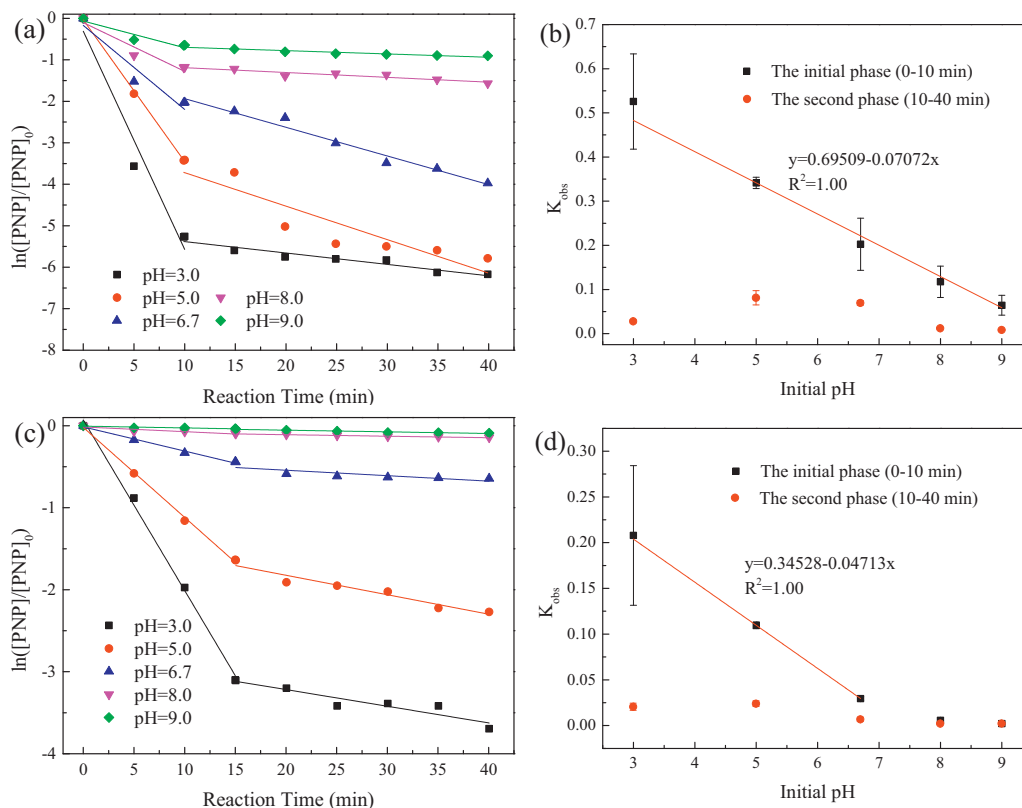 (a)
0
-1
-2
-3
-4
-5
-6
-7
-8
ln([PNP]/[PNP]0)
pH=3.0
pH=5.0
pH=6.7
pH=8.0
pH=9.0
0 5 10 15 20 25 30 35 40
Reaction Time (min)
(b)
0.7
0.6
0.5
0.4
0.3
0.2
0.1
0.0
Kobs
The initial phase (0-10 min)
The second phase (10-40 min)
y=0.69509-0.07072x
R²=1.00
3 4 5 6 7 8 9
Initial pH
(c)
0
-1
-2
-3
-4
ln([PNP]/[PNP]0)
pH=3.0
pH=5.0
pH=6.7
pH=8.0
pH=9.0
0 5 10 15 20 25 30 35 40
Reaction Time (min)
(d)
0.30
0.25
0.20
0.15
0.10
0.05
0.00
Kobs
The initial phase (0-10 min)
The second phase (10-40 min)
y=0.34528-0.04713x
R²=1.00
3 4 5 6 7 8 9
Initial pH